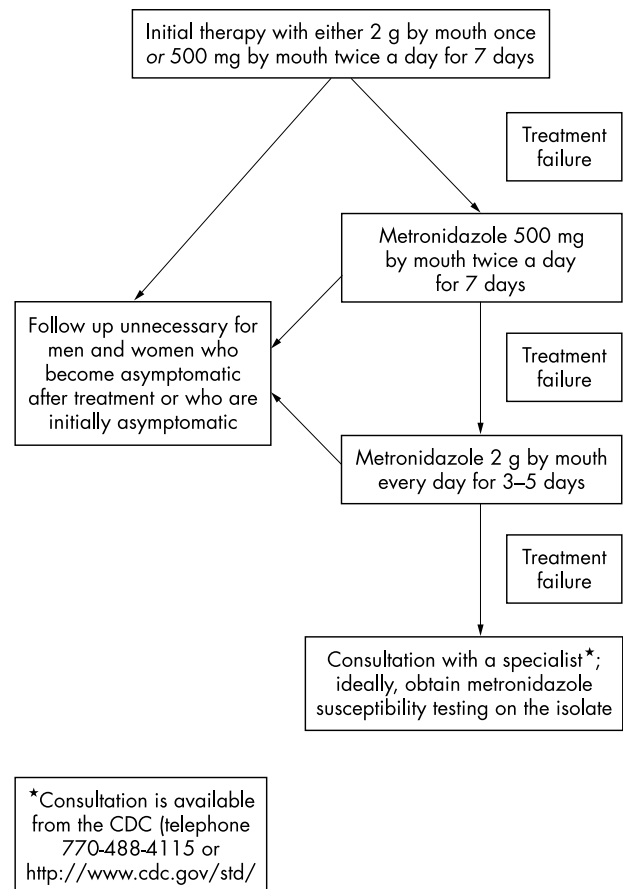 Initial therapy with either 2 g by mouth once
or 500 mg by mouth twice a day for 7 days
Treatment
failure
Metronidazole 500 mg
by mouth twice a day
for 7 days
Follow up unnecessary for
men and women who
become asymptomatic
after treatment or who are
initially asymptomatic
Treatment
failure
Metronidazole 2 g by mouth
every day for 3–5 days
Treatment
failure
Consultation with a specialist★;
ideally, obtain metronidazole
susceptibility testing on the isolate
★Consultation is available
from the CDC (telephone
770-488-4115 or
http://www.cdc.gov/std/